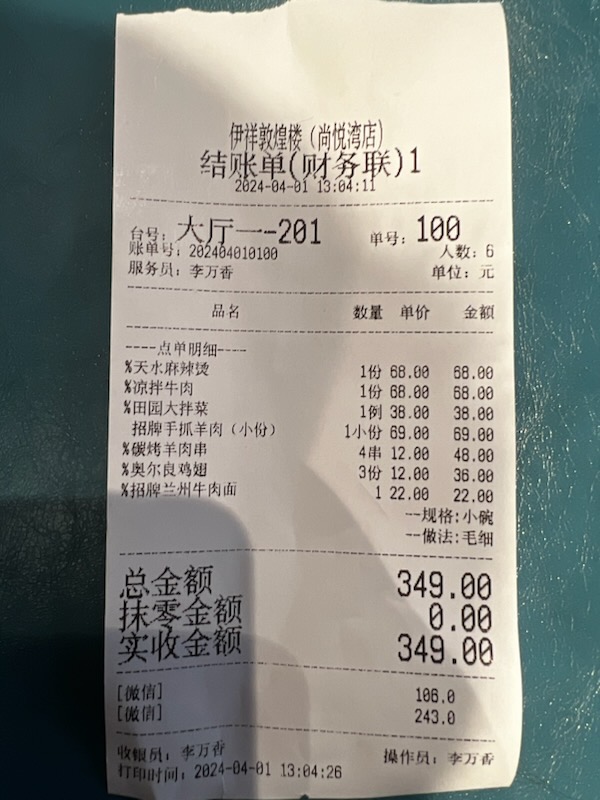 伊祥敦煌楼（尚悦湾店）
结账单(财务联)1
2024-04-01 13:04:11
台号: 大厅一-201 单号: 100
账单号: 202404010100 人数: 6
服务员: 李万香 单位: 元
品名 数量 单价 金额
----点单明细----
%天水麻辣烫 1份 68.00 68.00
%凉拌牛肉 1份 68.00 68.00
%田园大拌菜 1例 38.00 38.00
招牌手抓羊肉（小份） 1小份 69.00 69.00
%碳烤羊肉串 4串 12.00 48.00
%奥尔良鸡翅 3份 12.00 36.00
%招牌兰州牛肉面 1 22.00 22.00
--规格:小碗
--做法:毛细
总金额 349.00
抹零金额 0.00
实收金额 349.00
[微信] 106.0
[微信] 243.0
收银员: 李万香 操作员: 李万香
打印时间: 2024-04-01 13:04:26